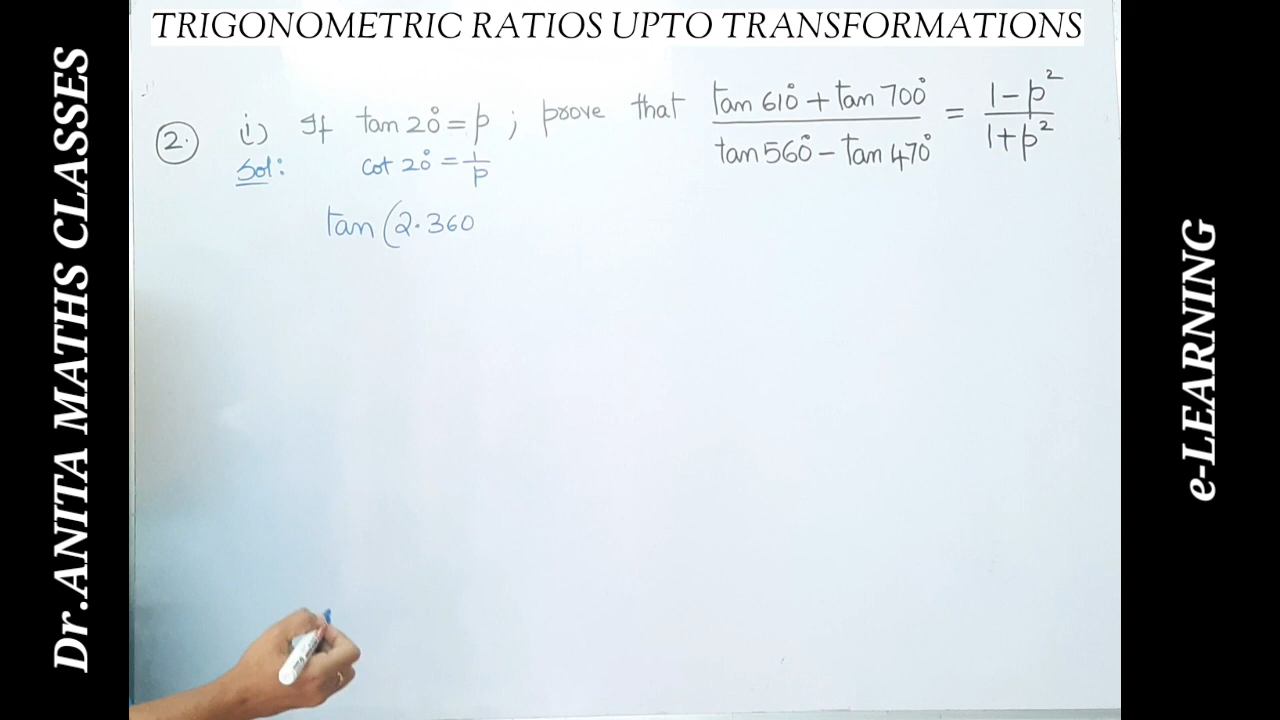 TRIGONOMETRIC RATIOS UPTO TRANSFORMATIONS
Dr.ANITA MATHS CLASSES
2. i) If tan 20° = p ; prove that (tan 610° + tan 700°) / (tan 560° − tan 470°) = (1 − p²) / (1 + p²)
Sol: cot 20° = 1/p
tan (2·360
e-LEARNING